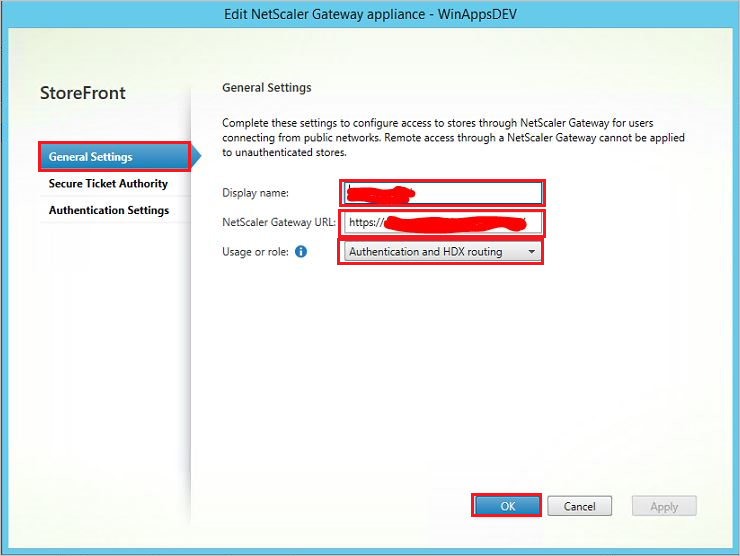 Edit NetScaler Gateway appliance - WinAppsDEV
StoreFront
General Settings
Secure Ticket Authority
Authentication Settings
General Settings
Complete these settings to configure access to stores through NetScaler Gateway for users
connecting from public networks. Remote access through a NetScaler Gateway cannot be applied
to unauthenticated stores.
Display name:
NetScaler Gateway URL: https://
Usage or role: Authentication and HDX routing
OK Cancel Apply